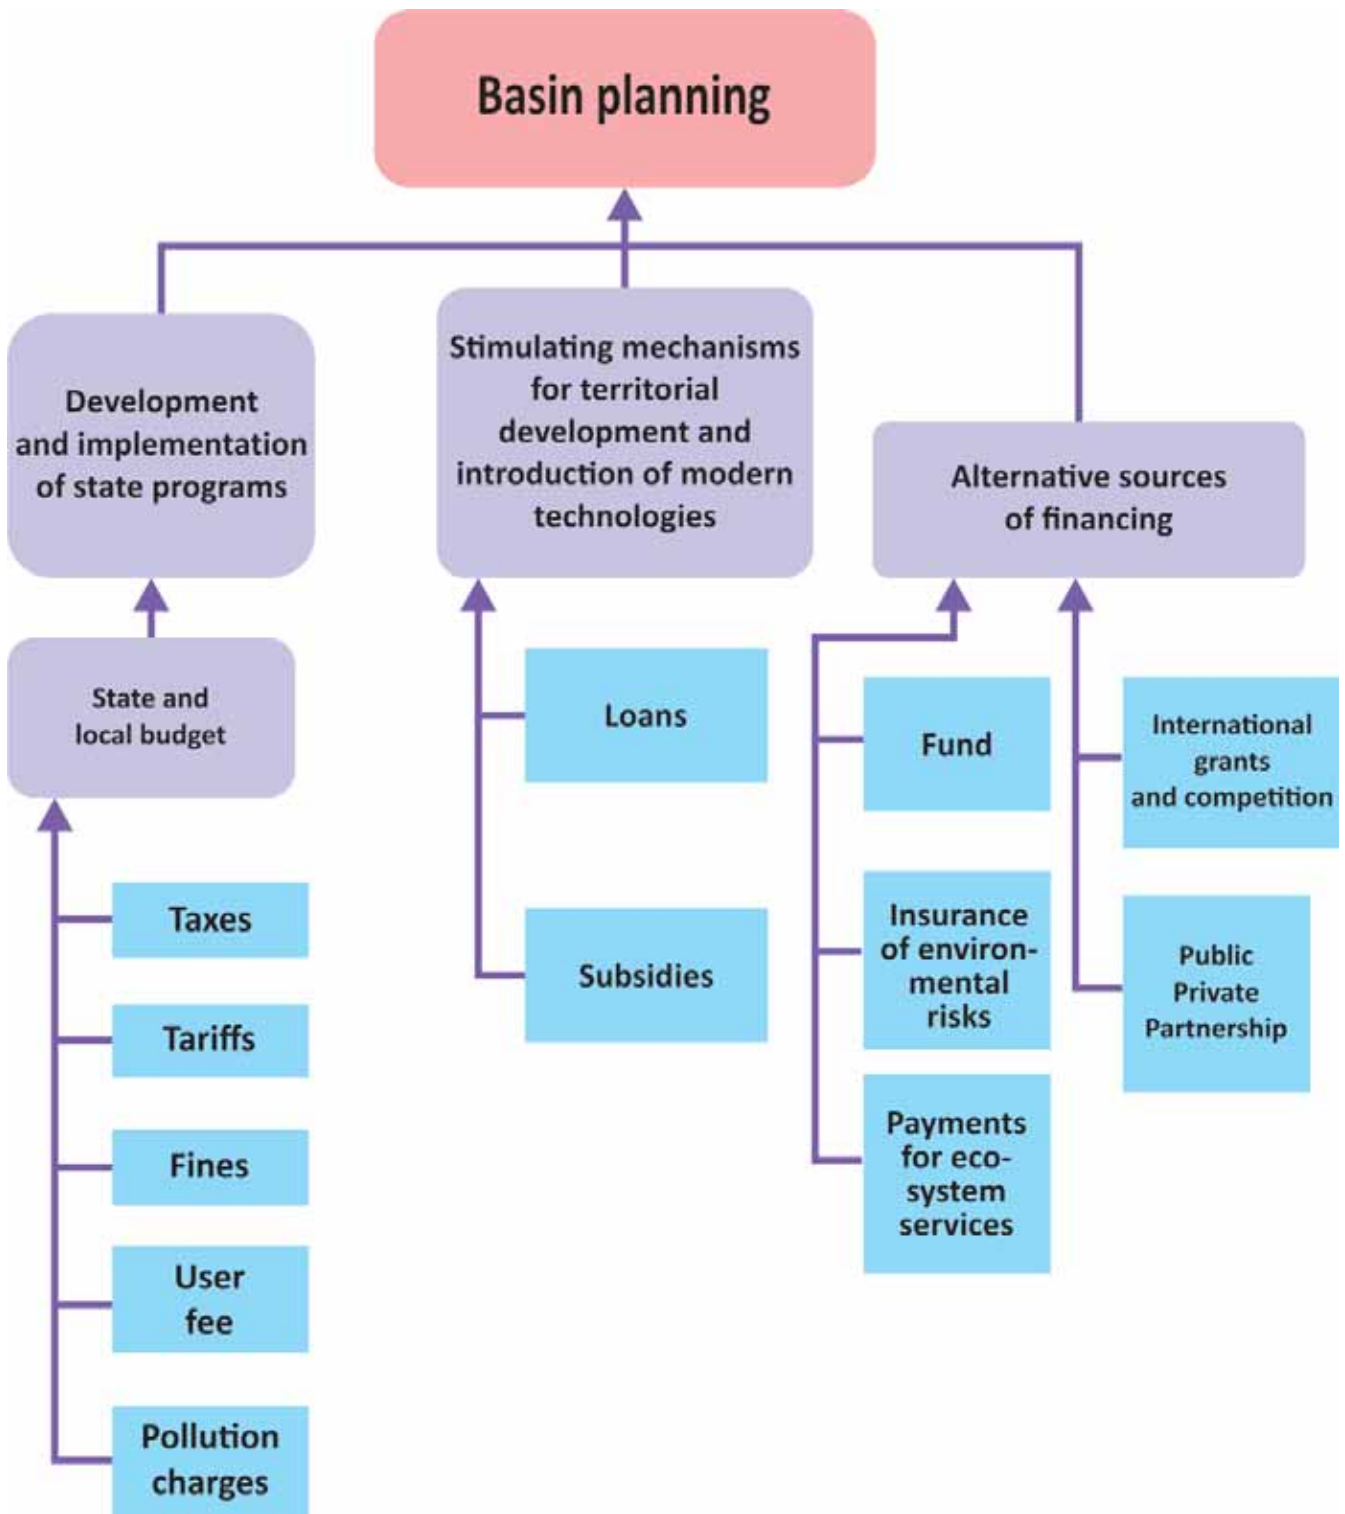 Basin planning
Development
and implementation
of state programs
Stimulating mechanisms
for territorial
development and
introduction of modern
technologies
Alternative sources
of financing
State and
local budget
Taxes
Tariffs
Fines
User
fee
Pollution
charges
Loans
Subsidies
Fund
Insurance
of environ-
mental
risks
Payments
for eco-
system
services
International
grants
and competition
Public
Private
Partnership